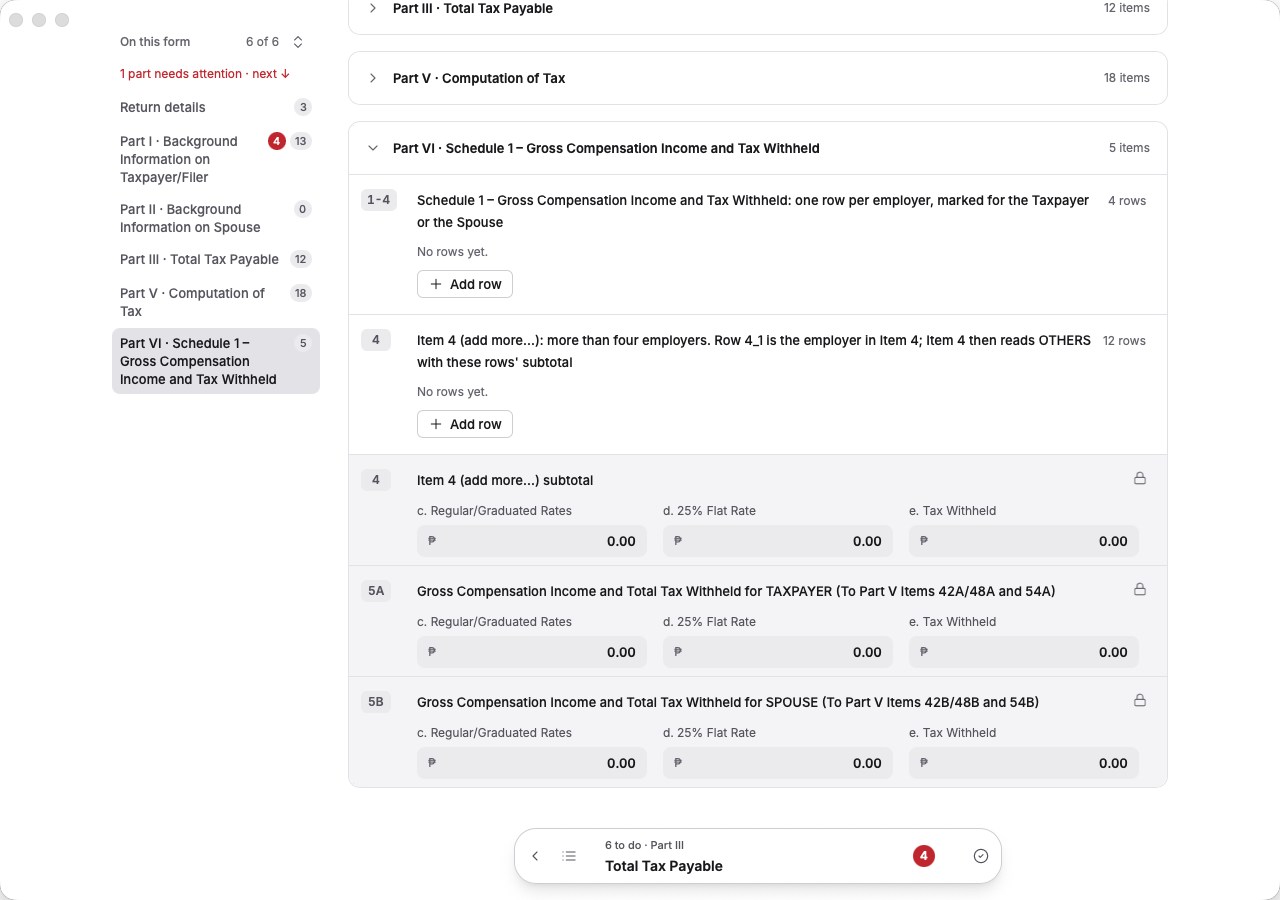 On this form
6 of 6
1 part needs attention · next ↓
Return details
3
Part I · Background
Information on
Taxpayer/Filer
4
13
Part II · Background
Information on Spouse
0
Part III · Total Tax Payable
12
Part V · Computation of
Tax
18
Part VI · Schedule 1 –
Gross Compensation
Income and Tax Withheld
5
Part III · Total Tax Payable
12 items
Part V · Computation of Tax
18 items
Part VI · Schedule 1 – Gross Compensation Income and Tax Withheld
5 items
1-4
Schedule 1 – Gross Compensation Income and Tax Withheld: one row per employer, marked for the Taxpayer
or the Spouse
4 rows
No rows yet.
Add row
4
Item 4 (add more...): more than four employers. Row 4_1 is the employer in Item 4; Item 4 then reads OTHERS
with these rows' subtotal
12 rows
No rows yet.
Add row
4
Item 4 (add more...) subtotal
c. Regular/Graduated Rates
d. 25% Flat Rate
e. Tax Withheld
₱ 0.00
₱ 0.00
₱ 0.00
5A
Gross Compensation Income and Total Tax Withheld for TAXPAYER (To Part V Items 42A/48A and 54A)
c. Regular/Graduated Rates
d. 25% Flat Rate
e. Tax Withheld
₱ 0.00
₱ 0.00
₱ 0.00
5B
Gross Compensation Income and Total Tax Withheld for SPOUSE (To Part V Items 42B/48B and 54B)
c. Regular/Graduated Rates
d. 25% Flat Rate
e. Tax Withheld
₱ 0.00
₱ 0.00
₱ 0.00
6 to do · Part III
Total Tax Payable
4